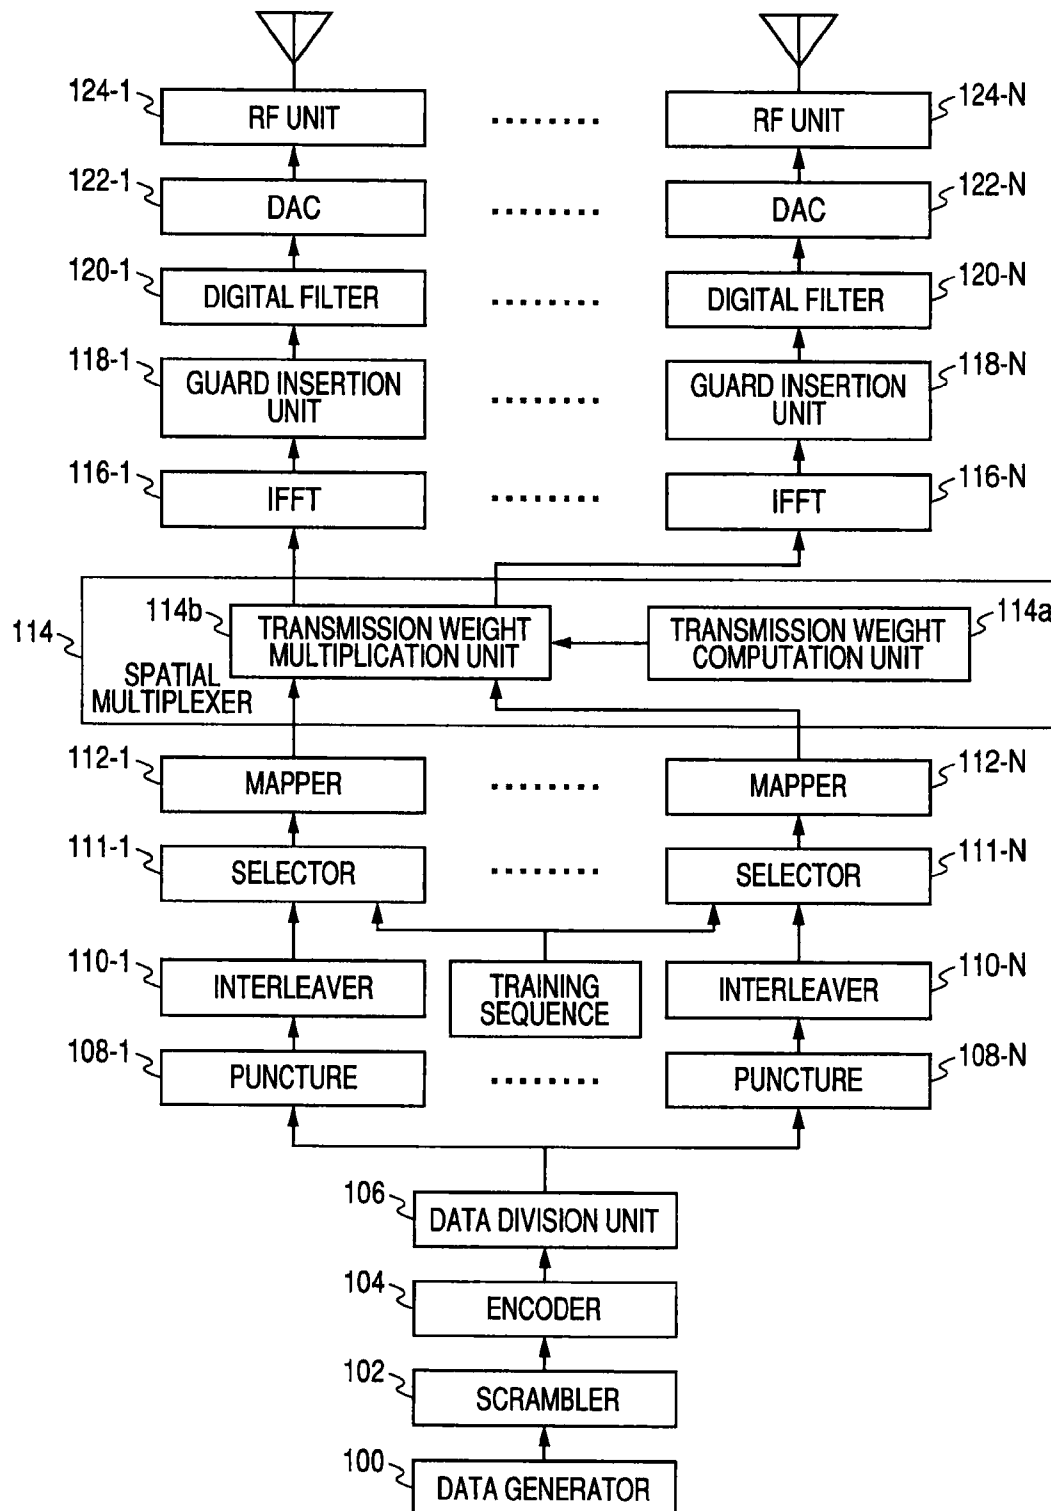 124-1
RF UNIT
RF UNIT
124-N
122-1
DAC
DAC
122-N
120-1
DIGITAL FILTER
DIGITAL FILTER
120-N
118-1
GUARD INSERTION
UNIT
GUARD INSERTION
UNIT
118-N
116-1
IFFT
IFFT
116-N
114
114b
TRANSMISSION WEIGHT
MULTIPLICATION UNIT
TRANSMISSION WEIGHT
COMPUTATION UNIT
114a
SPATIAL
MULTIPLEXER
112-1
MAPPER
MAPPER
112-N
111-1
SELECTOR
SELECTOR
111-N
110-1
INTERLEAVER
TRAINING
SEQUENCE
INTERLEAVER
110-N
108-1
PUNCTURE
PUNCTURE
108-N
106
DATA DIVISION UNIT
104
ENCODER
102
SCRAMBLER
100
DATA GENERATOR